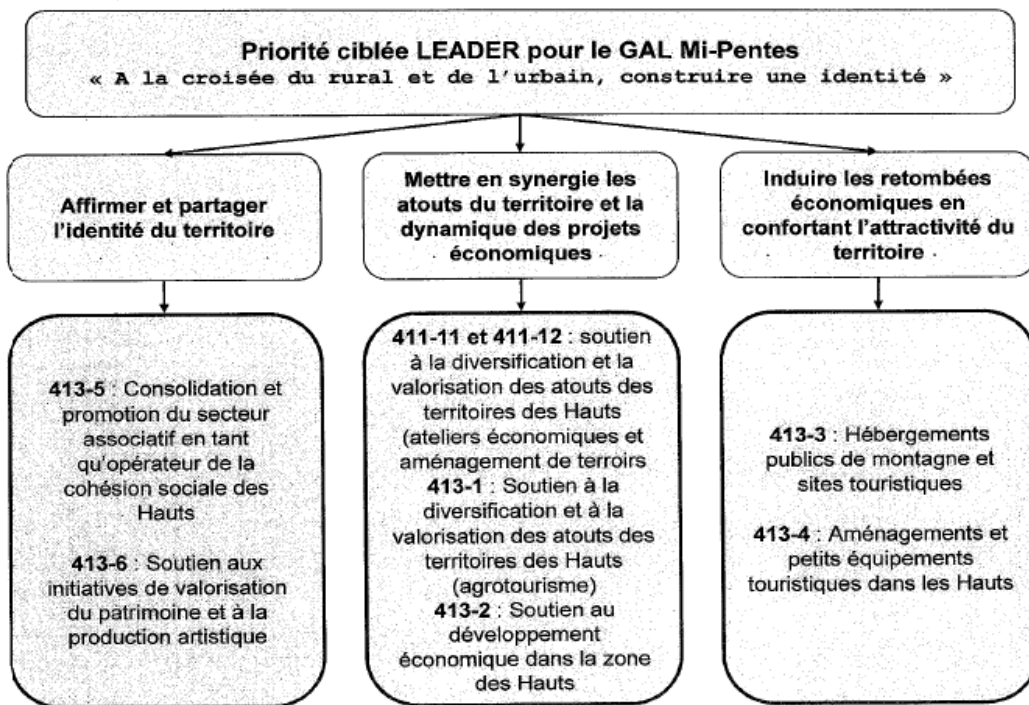 Priorité ciblée LEADER pour le GAL Mi-Pentes
« A la croisée du rural et de l'urbain, construire une identité »
Affirmer et partager
l'identité du territoire
Mettre en synergie les
atouts du territoire et la
dynamique des projets
économiques
Induire les retombées
économiques en
confortant l'attractivité du
territoire
413-5 : Consolidation et
promotion du secteur
associatif en tant
qu'opérateur de la
cohésion sociale des
Hauts
413-6 : Soutien aux
initiatives de valorisation
du patrimoine et à la
production artistique
411-11 et 411-12 : soutien
à la diversification et la
valorisation des atouts des
territoires des Hauts
(ateliers économiques et
aménagement de terroirs
413-1 : Soutien à la
diversification et à la
valorisation des atouts des
territoires des Hauts
(agrotourisme)
413-2 : Soutien au
développement
économique dans la zone
des Hauts
413-3 : Hébergements
publics de montagne et
sites touristiques
413-4 : Aménagements et
petits équipements
touristiques dans les Hauts